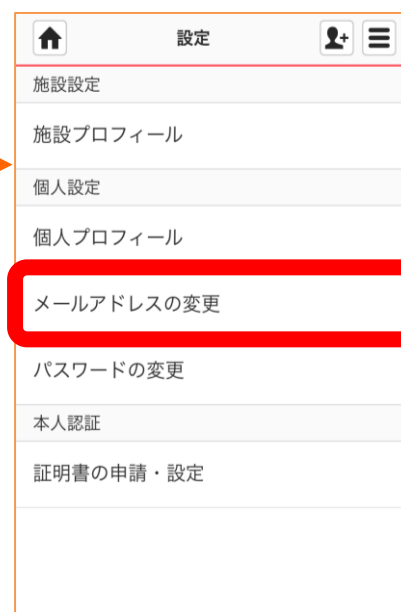 設定
施設設定
施設プロフィール
個人設定
個人プロフィール
メールアドレスの変更
パスワードの変更
本人認証
証明書の申請・設定